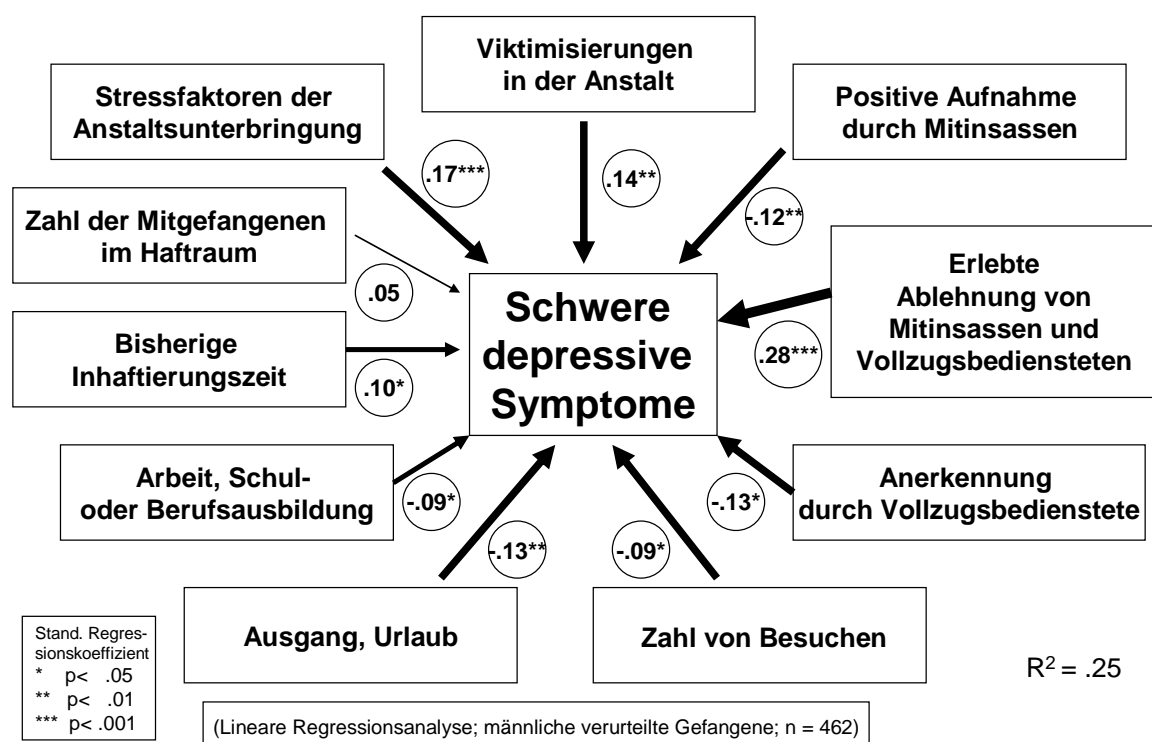 Viktimisierungen
in der Anstalt
Stressfaktoren der
Anstaltsunterbringung
Positive Aufnahme
durch Mitinsassen
.17***
.14**
-.12**
Zahl der Mitgefangenen
im Haftraum
.05
Erlebte
Ablehnung von
Mitinsassen und
Vollzugsbediensteten
.28***
Schwere
depressive
Symptome
Bisherige
Inhaftierungszeit
.10*
Arbeit, Schul-
oder Berufsausbildung
-.09*
Anerkennung
durch Vollzugsbedienstete
-.13*
-.13**
-.09*
Ausgang, Urlaub
Zahl von Besuchen
Stand. Regres-
sionskoeffizient
* p< .05
** p< .01
*** p< .001
R² = .25
(Lineare Regressionsanalyse; männliche verurteilte Gefangene; n = 462)